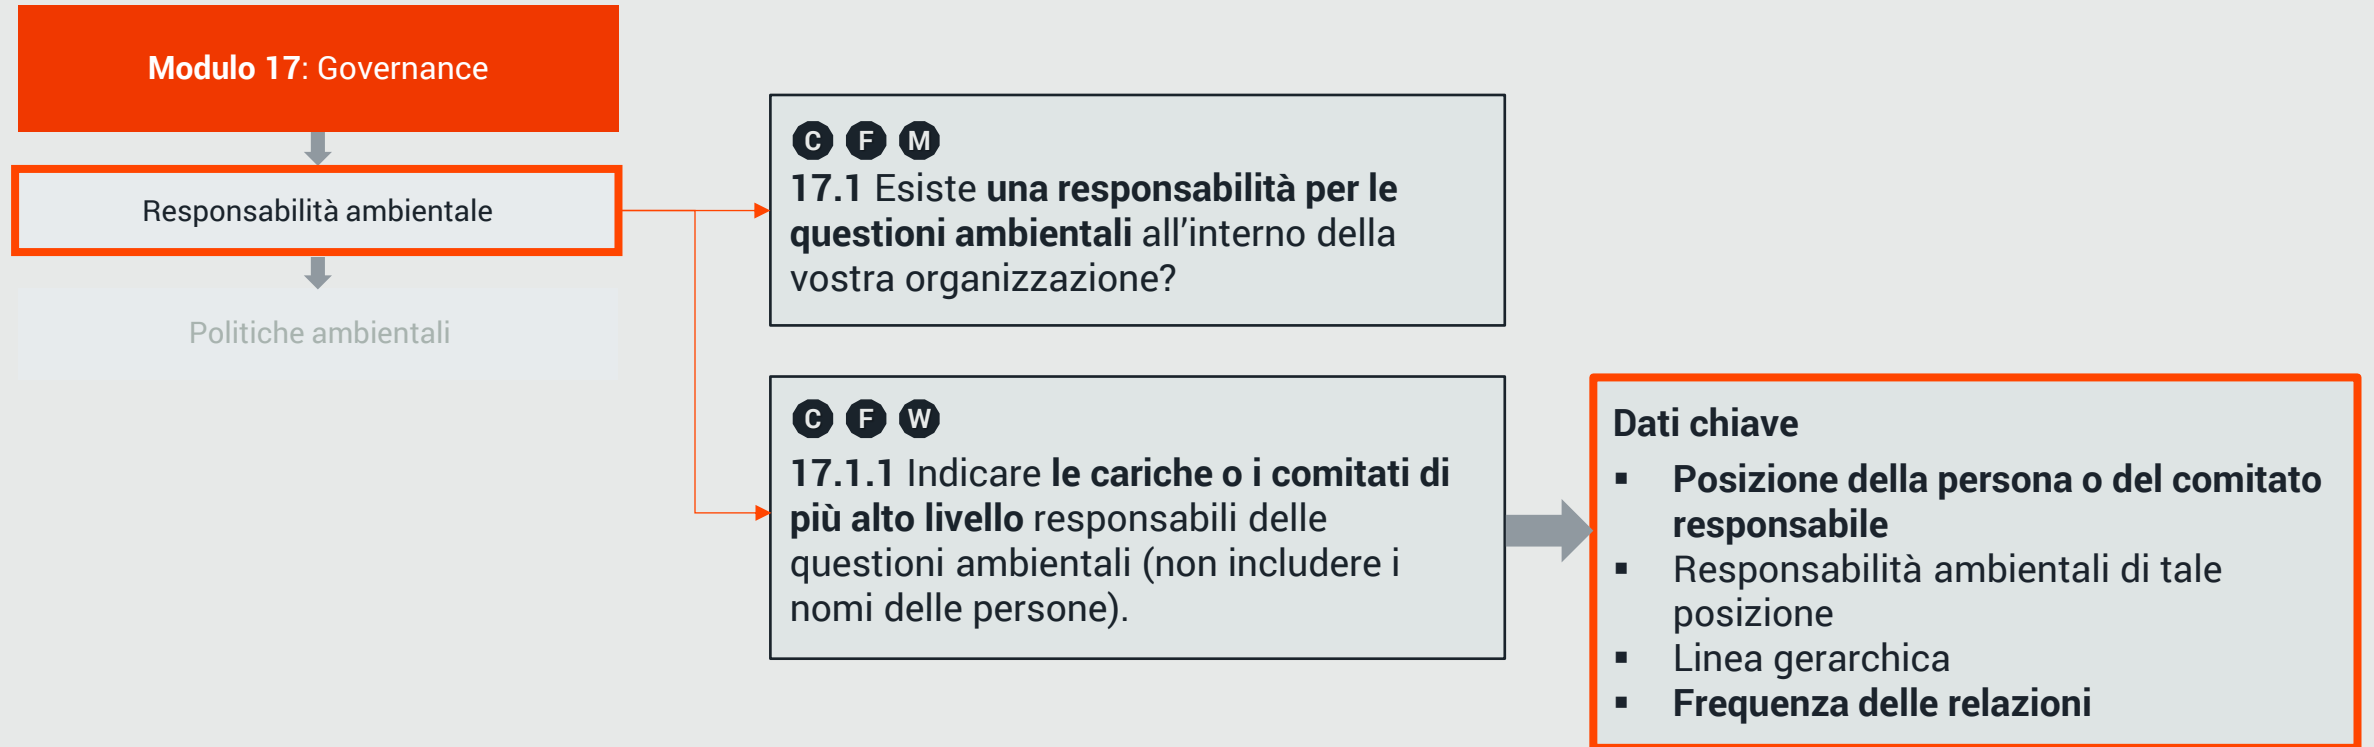 Modulo 17: Governance
Responsabilità ambientale
Politiche ambientali
C F M
17.1 Esiste una responsabilità per le
questioni ambientali all’interno della
vostra organizzazione?
C F W
17.1.1 Indicare le cariche o i comitati di
più alto livello responsabili delle
questioni ambientali (non includere i
nomi delle persone).
Dati chiave
▪ Posizione della persona o del comitato
responsabile
▪ Responsabilità ambientali di tale
posizione
▪ Linea gerarchica
▪ Frequenza delle relazioni